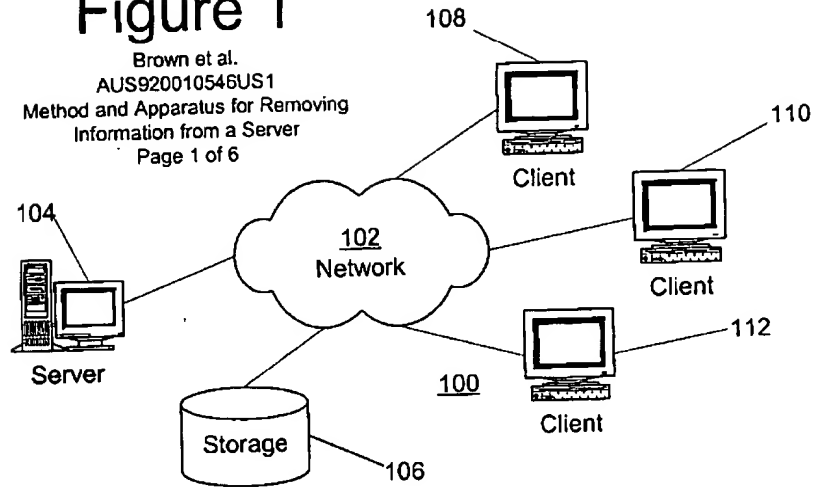 Figure 1
Brown et al.
AUS920010546US1
Method and Apparatus for Removing
Information from a Server
Page 1 of 6
108
110
Client
104
102
Network
Client
112
Server
100
Client
Storage
106